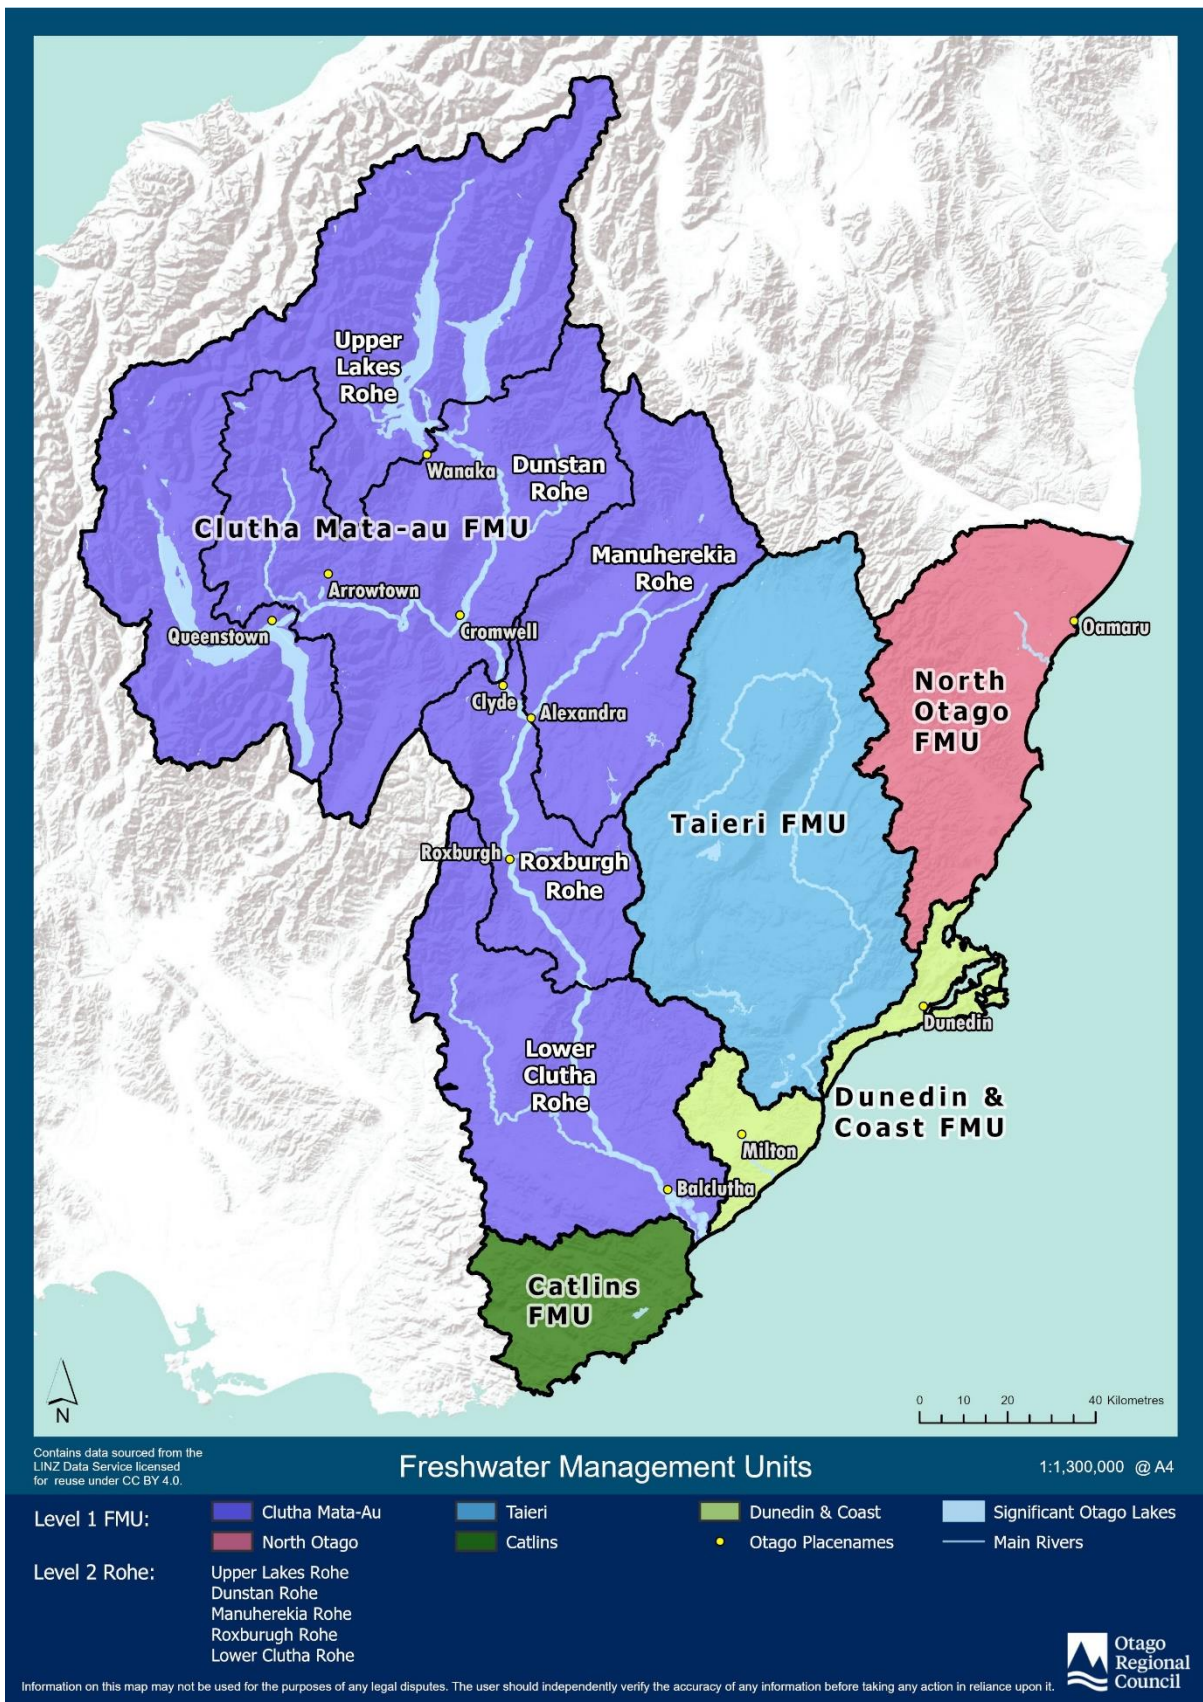 Upper
Lakes
Rohe
Wanaka
Dunstan
Rohe
Clutha Mata-au FMU
Manuherekia
Rohe
Arrowtown
Queenstown
Cromwell
Oamaru
Clyde
Alexandra
North
Otago
FMU
Taieri FMU
Roxburgh
Roxburgh
Rohe
Dunedin
Lower
Clutha
Rohe
Dunedin &
Coast FMU
Milton
Balclutha
Catlins
FMU
N
0 10 20 40 Kilometres
Contains data sourced from the
LINZ Data Service licensed
for reuse under CC BY 4.0.
Freshwater Management Units
1:1,300,000 @ A4
Level 1 FMU:
Clutha Mata-Au
Taieri
Dunedin & Coast
Significant Otago Lakes
North Otago
Catlins
Otago Placenames
Main Rivers
Level 2 Rohe:
Upper Lakes Rohe
Dunstan Rohe
Manuherekia Rohe
Roxburugh Rohe
Lower Clutha Rohe
Otago
Regional
Council
Information on this map may not be used for the purposes of any legal disputes. The user should independently verify the accuracy of any information before taking any action in reliance upon it.